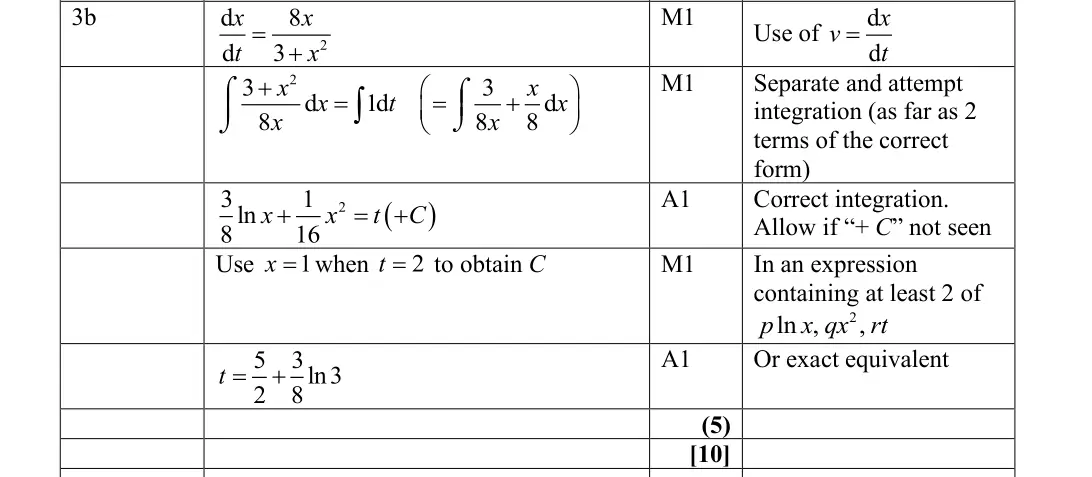 3b dx/dt = 8x/(3 + x²) M1 Use of v = dx/dt
∫ (3 + x²)/8x dx = ∫ 1dt ( = ∫ 3/8x + x/8 dx ) M1 Separate and attempt
integration (as far as 2
terms of the correct
form)
3/8 ln x + 1/16 x² = t (+C) A1 Correct integration.
Allow if “+ C” not seen
Use x = 1 when t = 2 to obtain C M1 In an expression
containing at least 2 of
p ln x, qx², rt
t = 5/2 + 3/8 ln 3 A1 Or exact equivalent
(5)
[10]